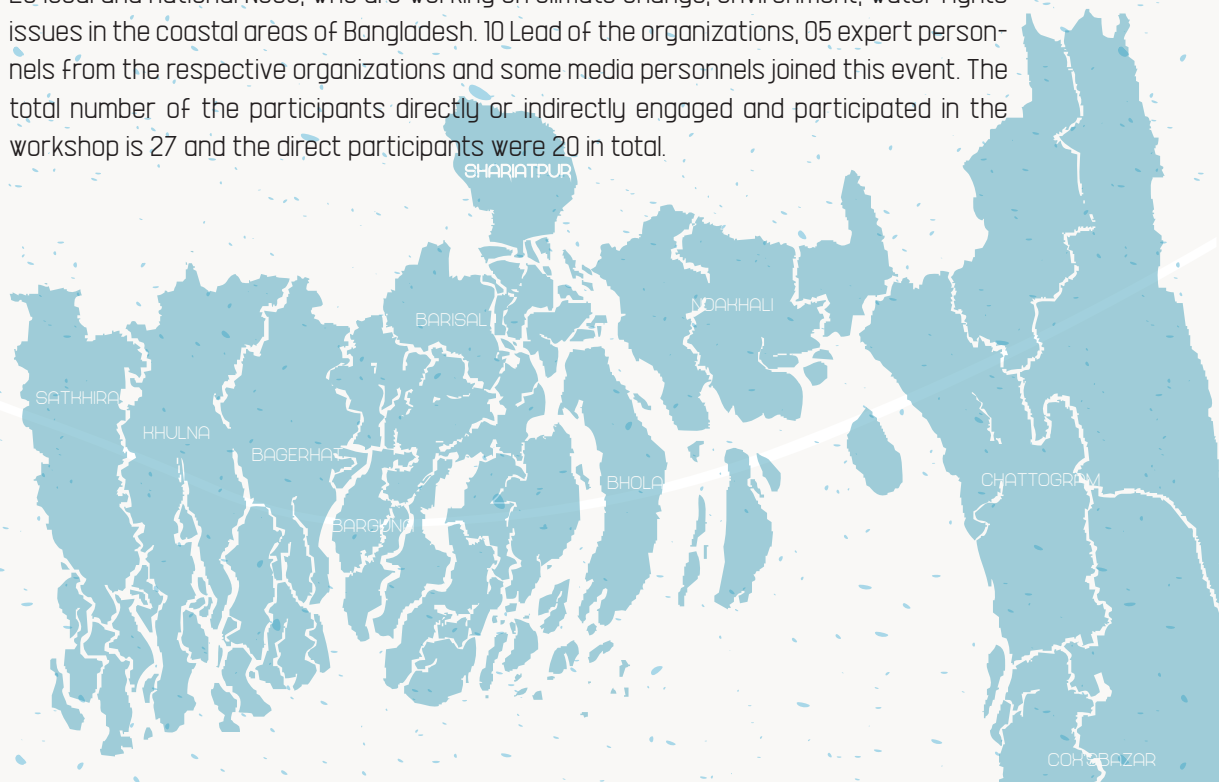 issues in the coastal areas of Bangladesh. 10 Lead of the organizations, 05 expert person-
nels from the respective organizations and some media personnels joined this event. The
total number of the participants directly or indirectly engaged and participated in the
workshop is 27 and the direct participants were 20 in total.
SHARIATPUR
NOAKHALI
BARISAL
SATKHIRA
KHULNA
BAGERHAT
CHATTOGRAM
BHOLA
BARGUNA
COX'SBAZAR